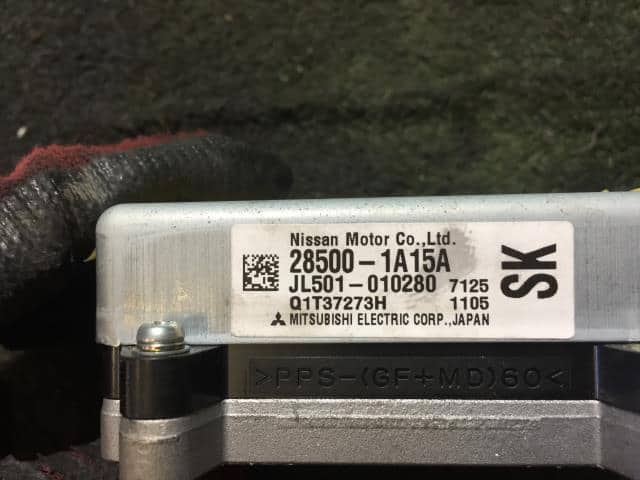 Nissan Motor Co.,Ltd.
28500-1A15A
JL501-010280 7125
Q1T37273H 1105
MITSUBISHI ELECTRIC CORP.,JAPAN
SK
>PPS-(GF+MD)60<